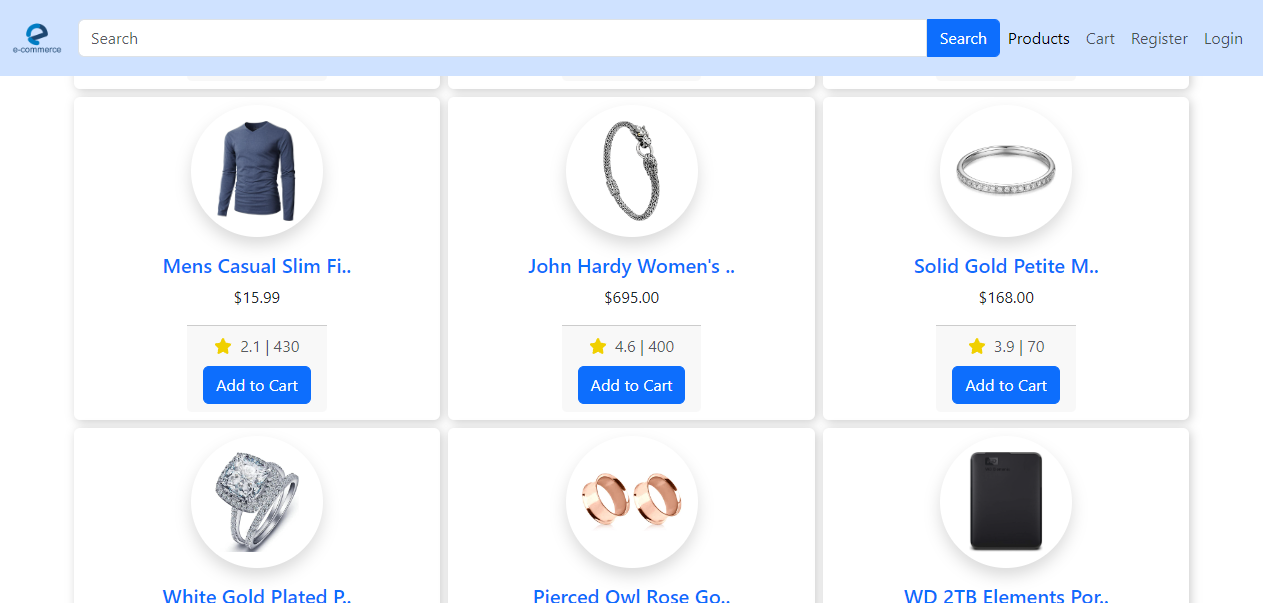 e-commerce
Search
Search
Products
Cart
Register
Login
Mens Casual Slim Fi..
$15.99
2.1 | 430
Add to Cart
John Hardy Women's ..
$695.00
4.6 | 400
Add to Cart
Solid Gold Petite M..
$168.00
3.9 | 70
Add to Cart
White Gold Plated P..
Pierced Owl Rose Go..
WD 2TB Elements Por..